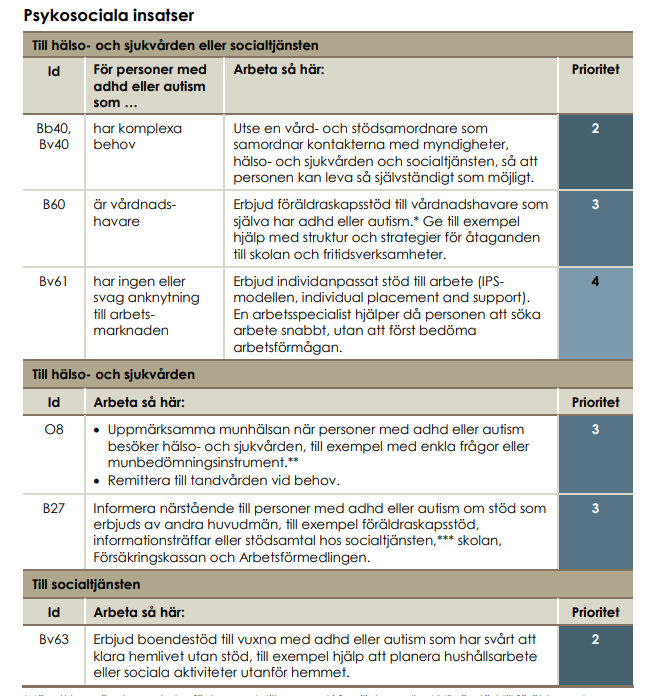 Psykosociala insatser
Till hälso- och sjukvården eller socialtjänsten
Id För personer med adhd eller autism som … Arbeta så här: Prioritet
Bb40, Bv40 har komplexa behov Utse en vård- och stödsamordnare som 2
samordnar kontakterna med myndigheter,
hälso- och sjukvården och socialtjänsten, så att
personen kan leva så självständigt som möjligt.
B60 är vårdnads-havare Erbjud föräldraskapsstöd till vårdnadshavare som 3
själva har adhd eller autism.* Ge till exempel
hjälp med struktur och strategier för åtaganden
till skolan och fritidsverksamheter.
Bv61 har ingen eller svag anknytning till arbets-marknaden Erbjud individanpassat stöd till arbete (IPS- 4
modellen, individual placement and support).
En arbetsspecialist hjälper då personen att söka
arbete snabbt, utan att först bedöma
arbetsförmågan.
Till hälso- och sjukvården
Id Arbeta så här: Prioritet
O8 • Uppmärksamma munhälsan när personer med adhd eller autism 3
besöker hälso- och sjukvården, till exempel med enkla frågor eller
munbedömningsinstrument.**
• Remittera till tandvården vid behov.
B27 Informera närstående till personer med adhd eller autism om stöd som 3
erbjuds av andra huvudmän, till exempel föräldraskapsstöd,
informationsträffar eller stödsamtal hos socialtjänsten,*** skolan,
Försäkringskassan och Arbetsförmedlingen.
Till socialtjänsten
Id Arbeta så här: Prioritet
Bv63 Erbjud boendestöd till vuxna med adhd eller autism som har svårt att 2
klara hemlivet utan stöd, till exempel hjälp att planera hushållsarbete
eller sociala aktiviteter utanför hemmet.